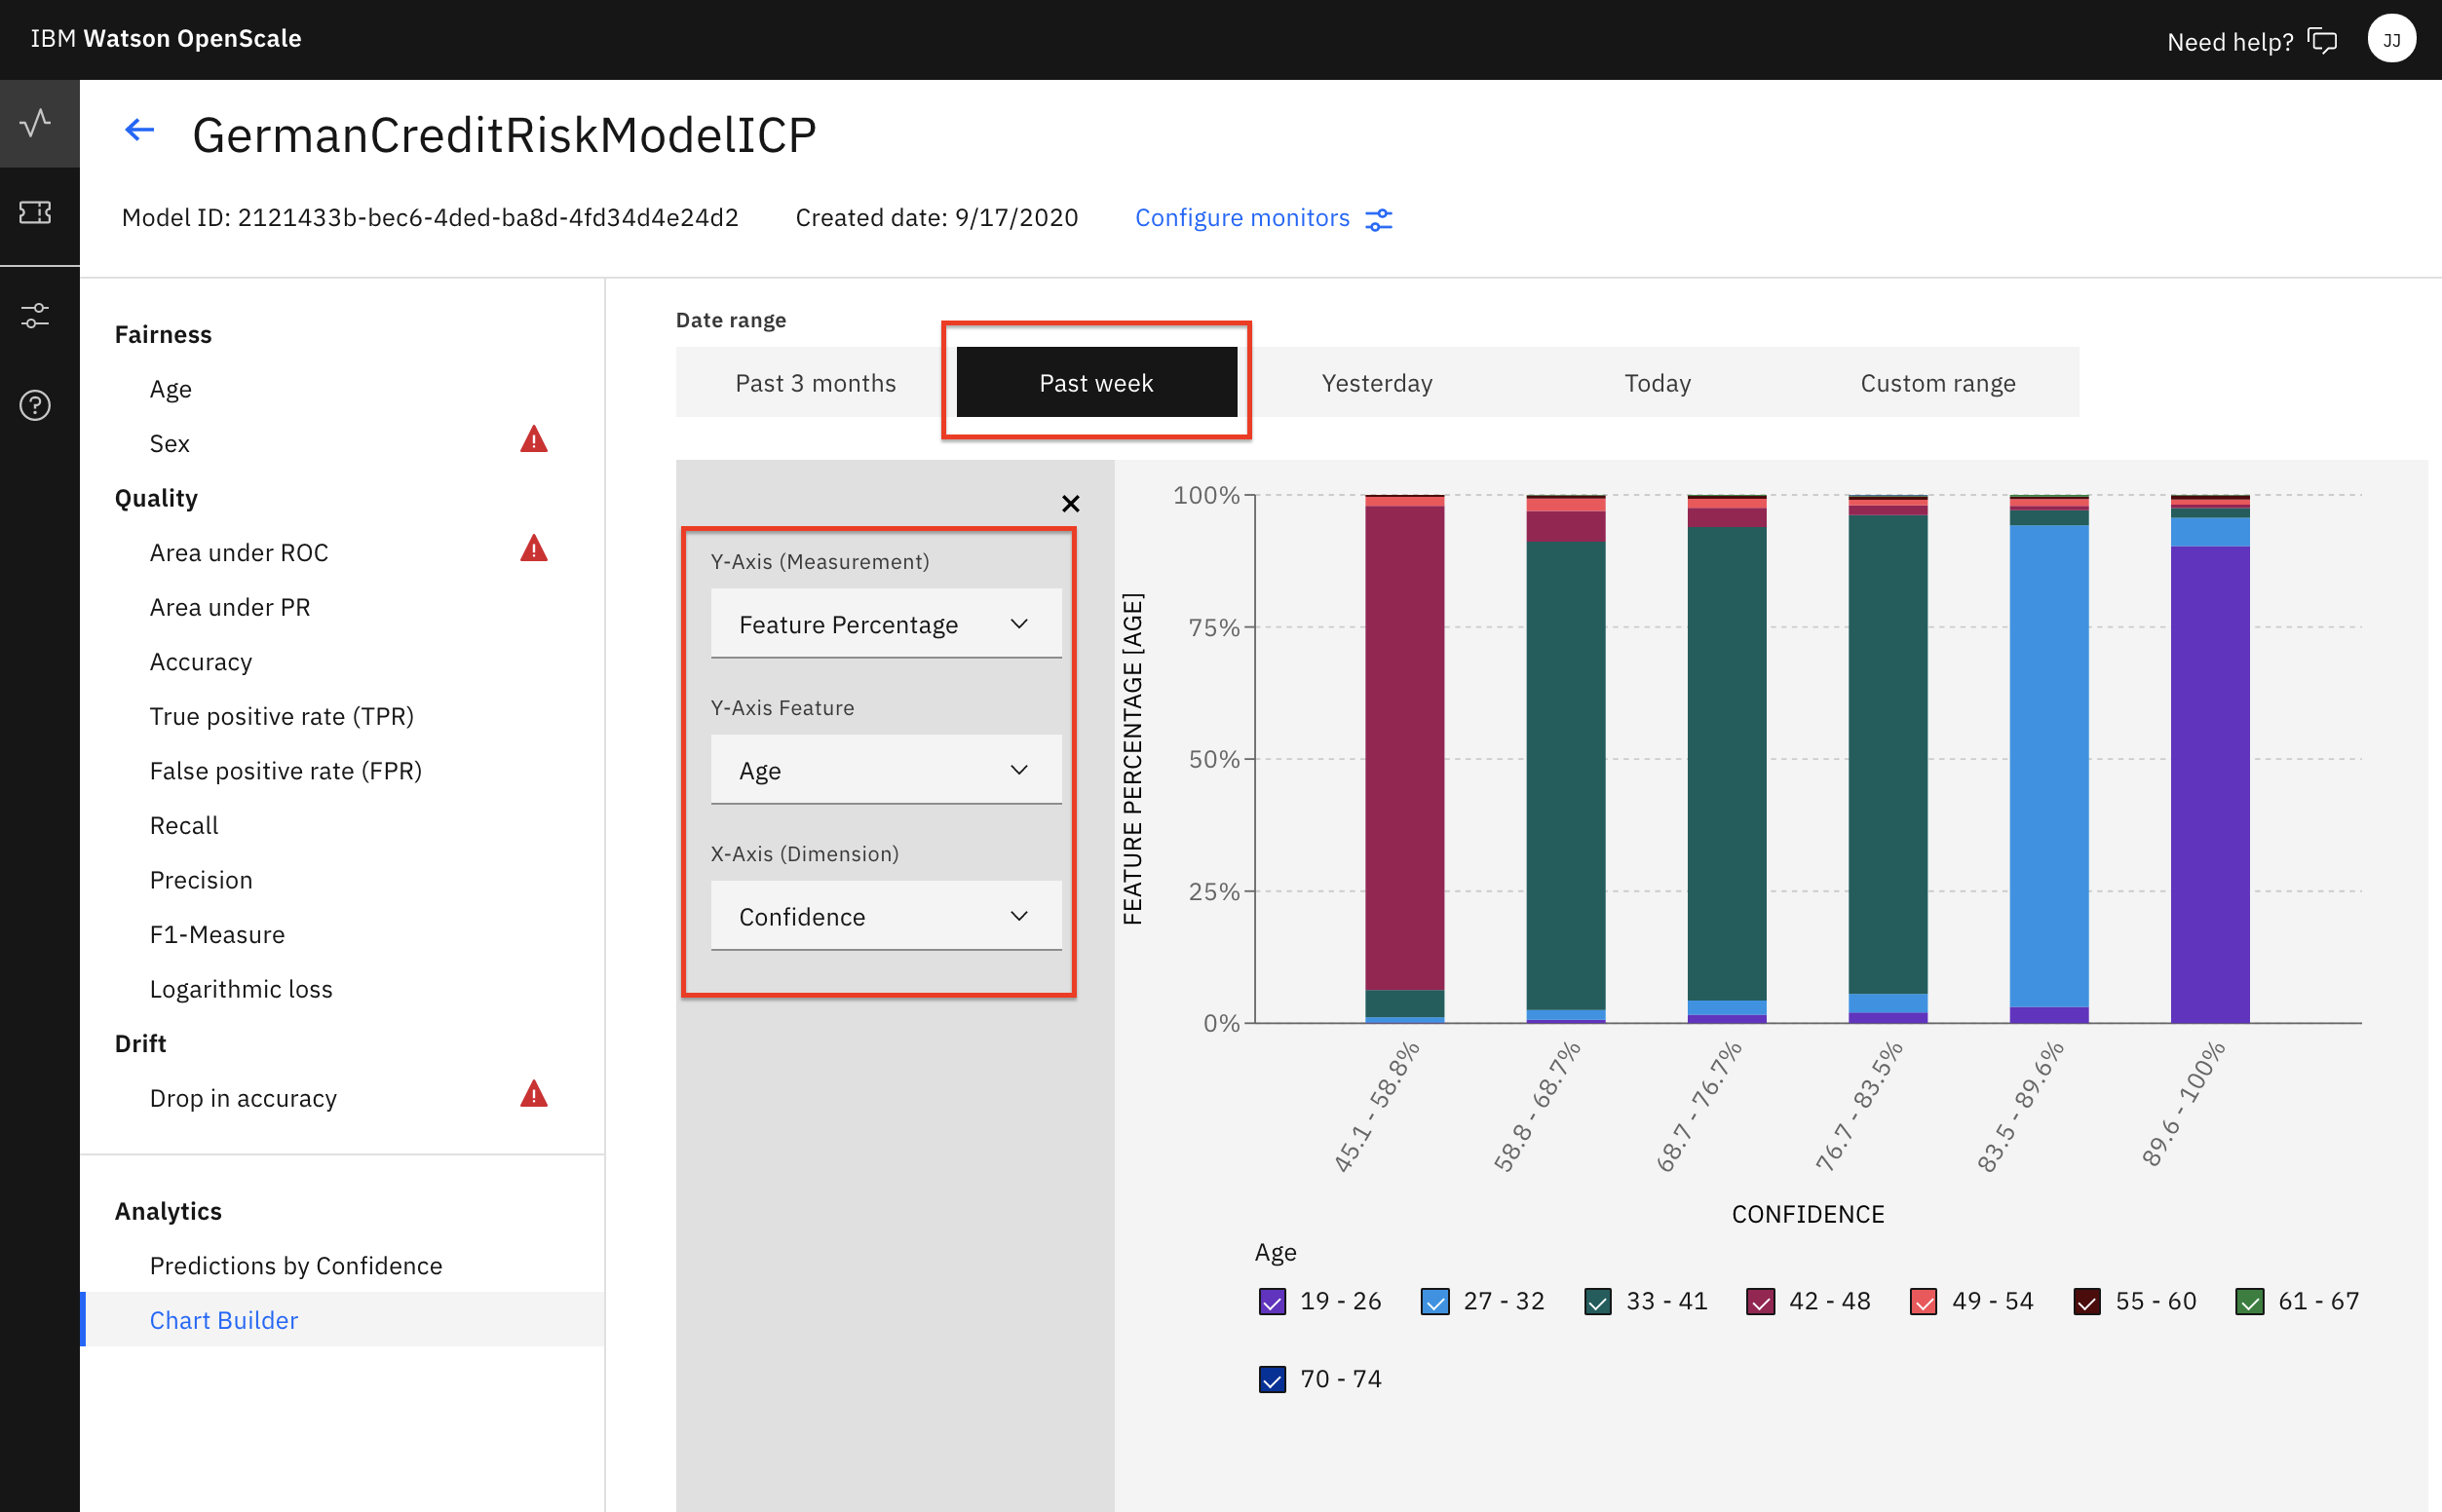 IBM Watson OpenScale
Need help?
JJ
GermanCreditRiskModelICP
Model ID: 2121433b-bec6-4ded-ba8d-4fd34d4e24d2
Created date: 9/17/2020
Configure monitors
Fairness
Age
Sex
Quality
Area under ROC
Area under PR
Accuracy
True positive rate (TPR)
False positive rate (FPR)
Recall
Precision
F1-Measure
Logarithmic loss
Drift
Drop in accuracy
Analytics
Predictions by Confidence
Chart Builder
Date range
Past 3 months
Past week
Yesterday
Today
Custom range
Y-Axis (Measurement)
Feature Percentage
Y-Axis Feature
Age
X-Axis (Dimension)
Confidence
FEATURE PERCENTAGE [AGE]
100%
75%
50%
25%
0%
45.1 - 58.8%
58.8 - 68.7%
68.7 - 76.7%
76.7 - 83.5%
83.5 - 89.6%
89.6 - 100%
CONFIDENCE
Age
19 - 26
27 - 32
33 - 41
42 - 48
49 - 54
55 - 60
61 - 67
70 - 74